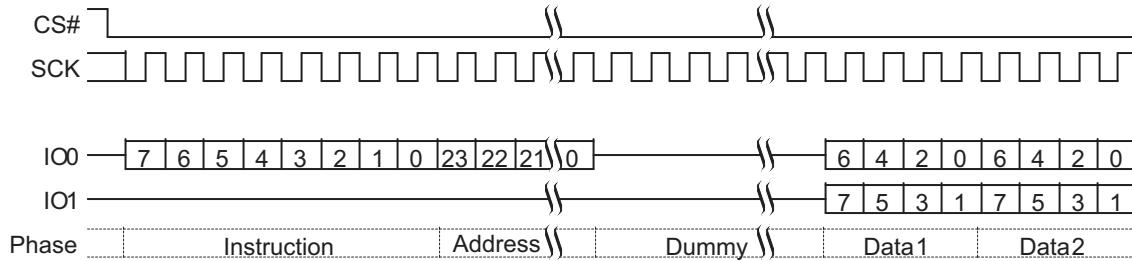 CS#
SCK
IO0 7 6 5 4 3 2 1 0 23 22 21 0 6 4 2 0 6 4 2 0
IO1 7 5 3 1 7 5 3 1
Phase Instruction Address Dummy Data1 Data2